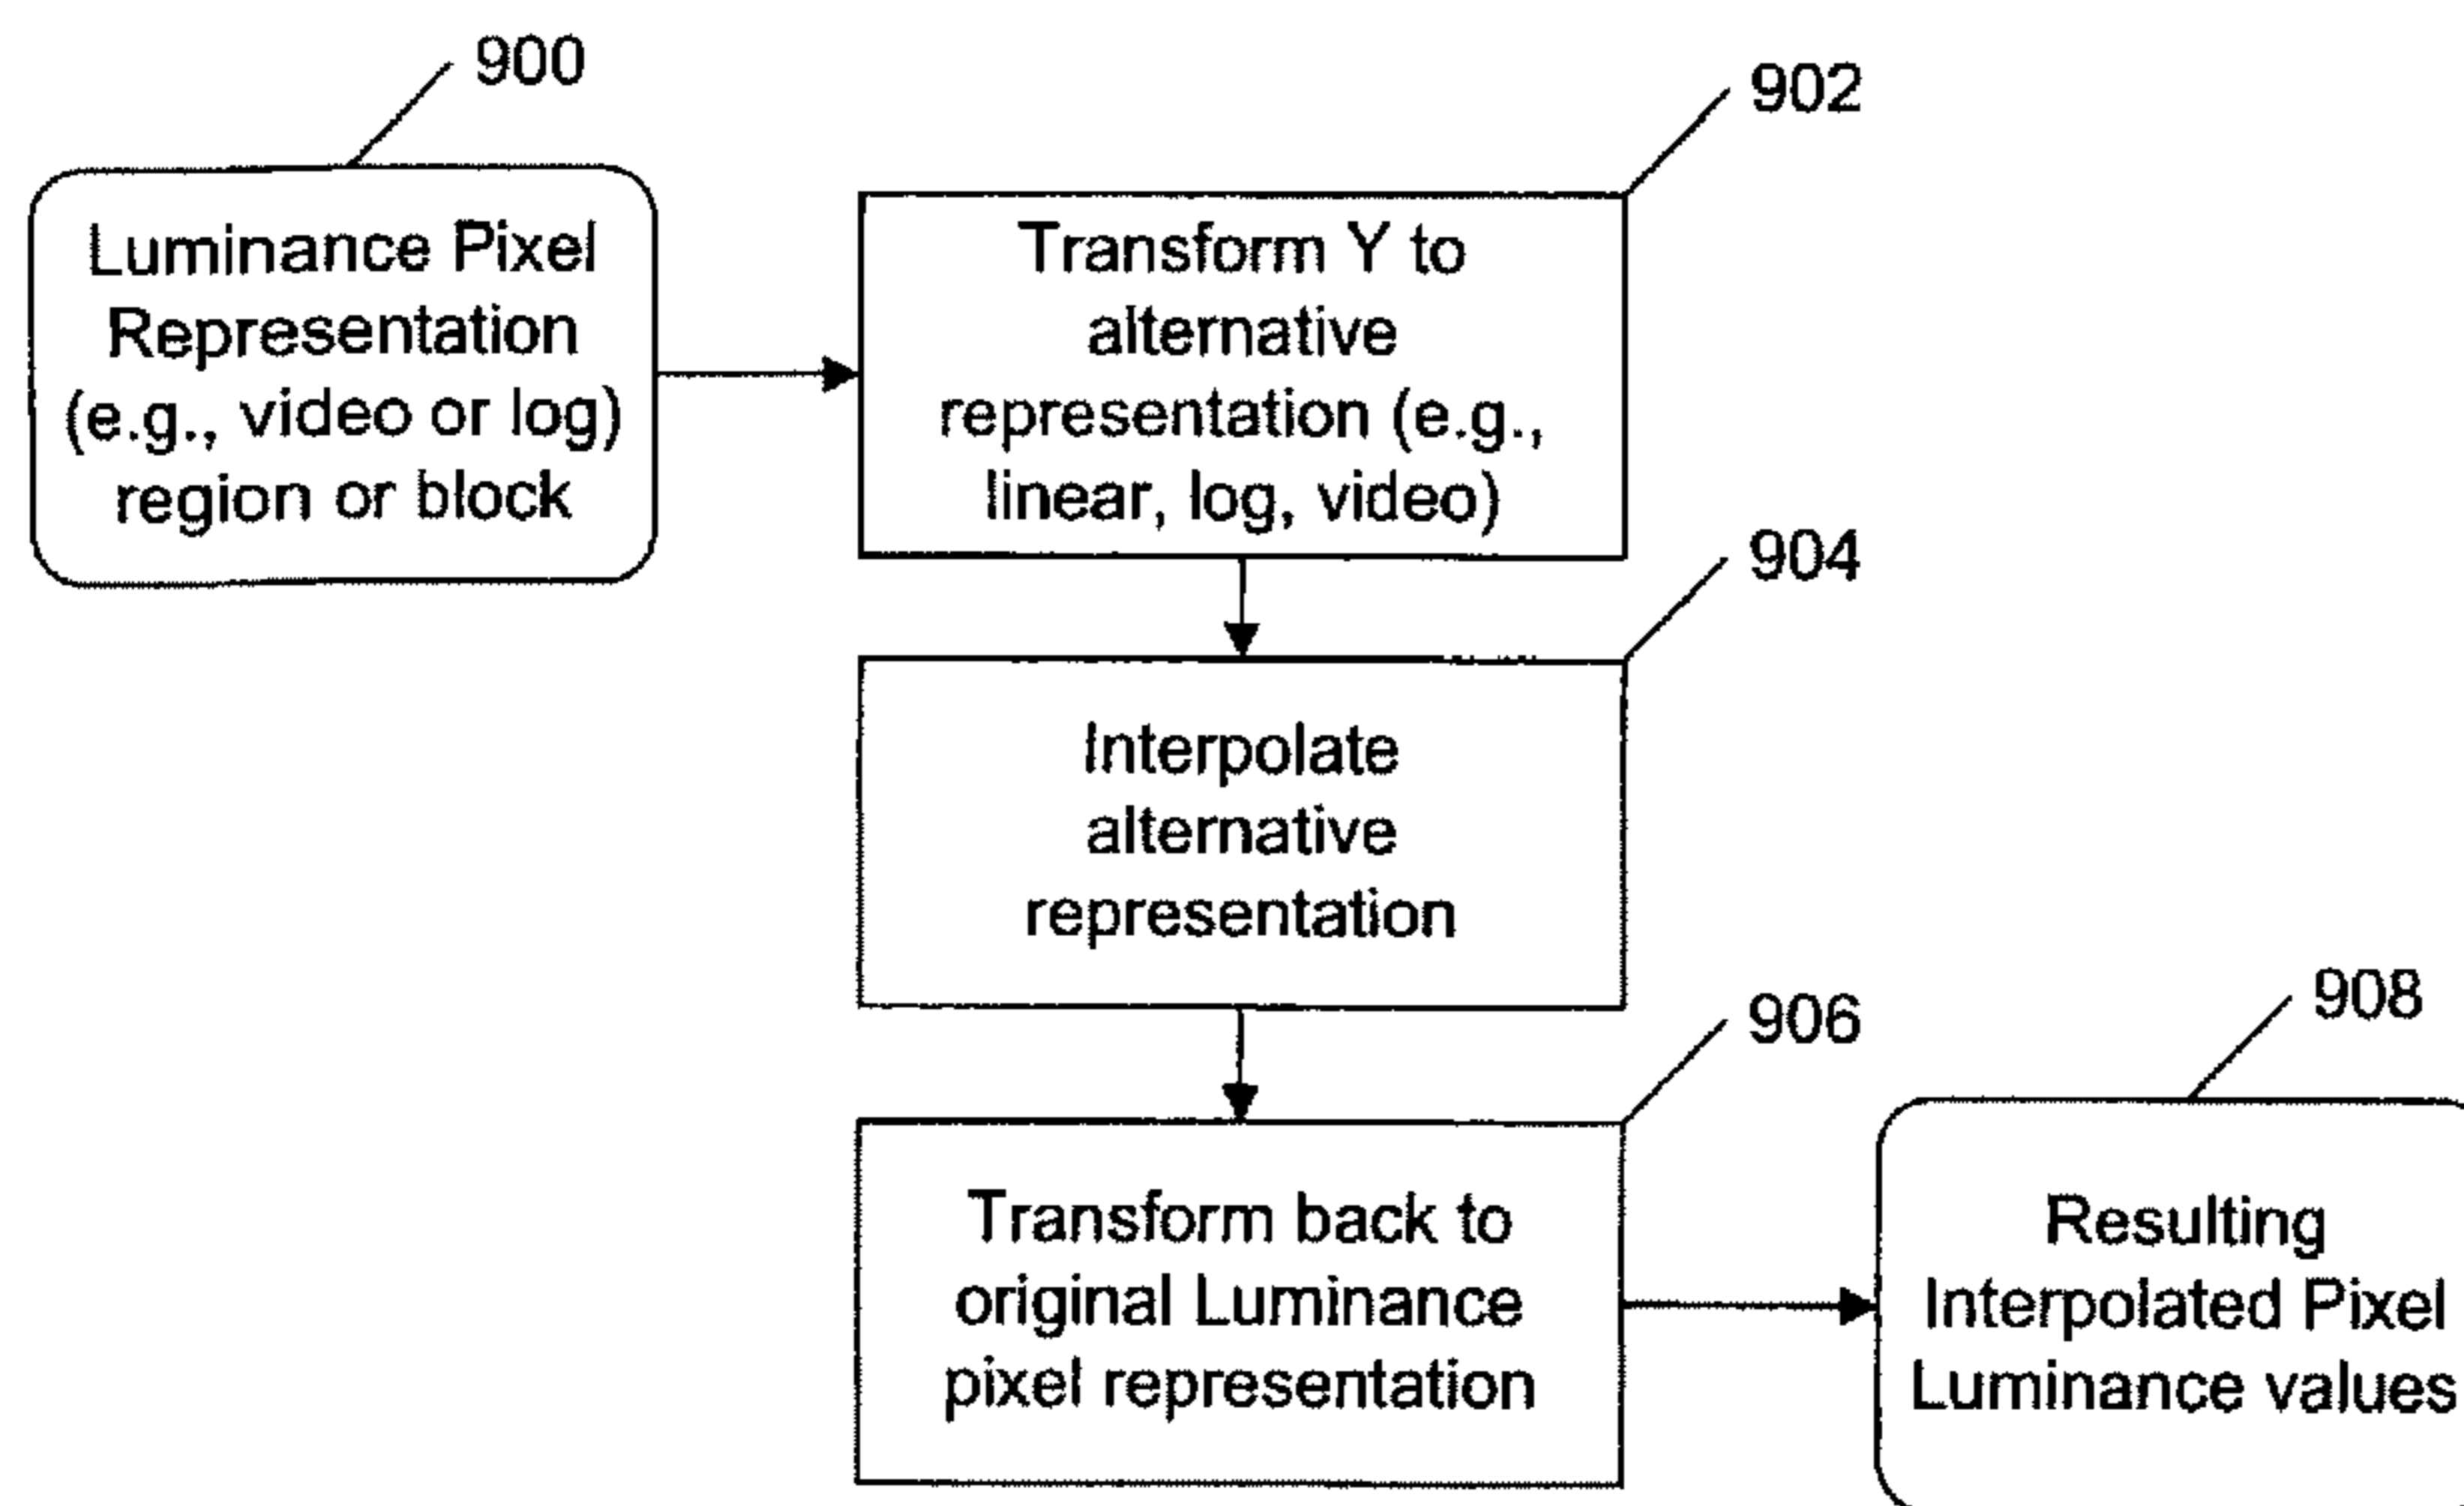 900
Luminance Pixel
Representation
(e.g., video or log)
region or block
902
Transform Y to
alternative
representation (e.g.,
linear, log, video)
904
Interpolate
alternative
representation
906
Transform back to
original Luminance
pixel representation
908
Resulting
Interpolated Pixel
Luminance values